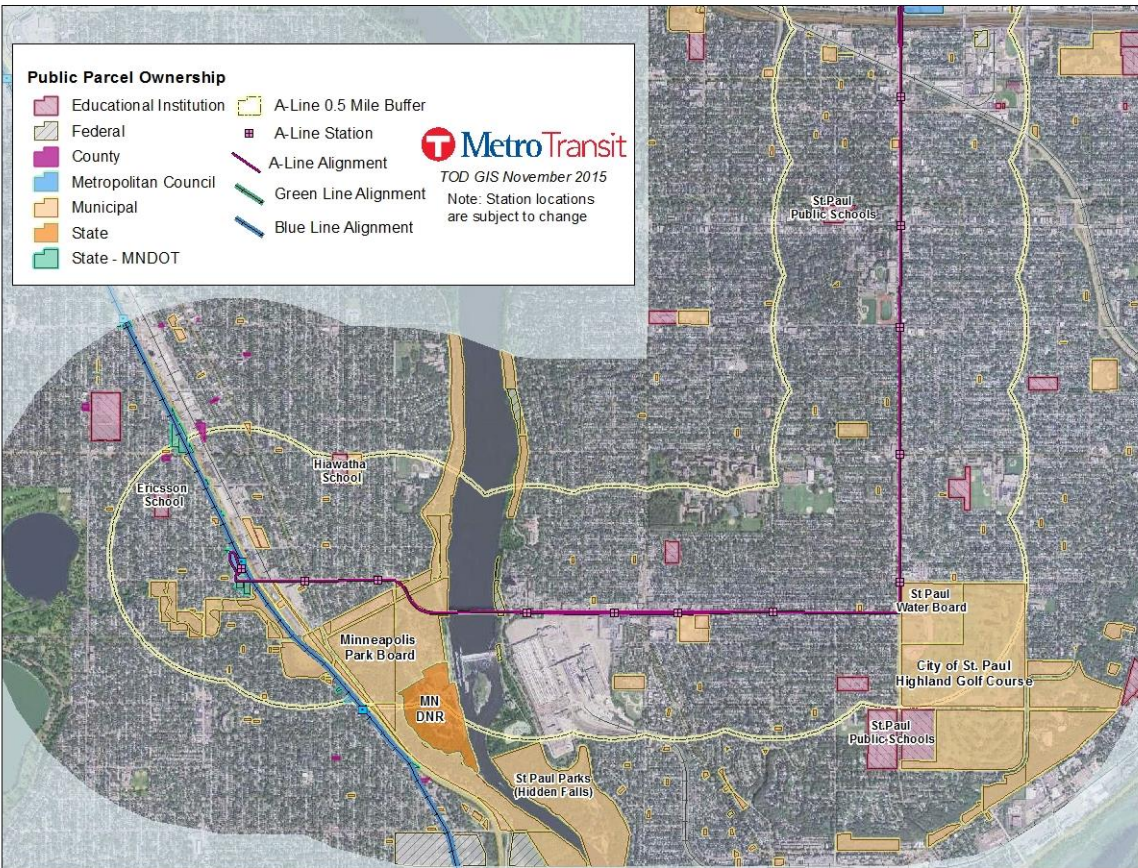 Public Parcel Ownership
Educational Institution
Federal
County
Metropolitan Council
Municipal
State
State - MNDOT
A-Line 0.5 Mile Buffer
A-Line Station
A-Line Alignment
Green Line Alignment
Blue Line Alignment
T MetroTransit
TOD GIS November 2015
Note: Station locations
are subject to change
St.Paul
Public Schools
Hiawatha
School
Ericsson
School
St Paul
Water Board
Minneapolis
Park Board
City of St. Paul
Highland Golf Course
MN
DNR
St.Paul
Public-Schools
St Paul Parks
(Hidden Falls)